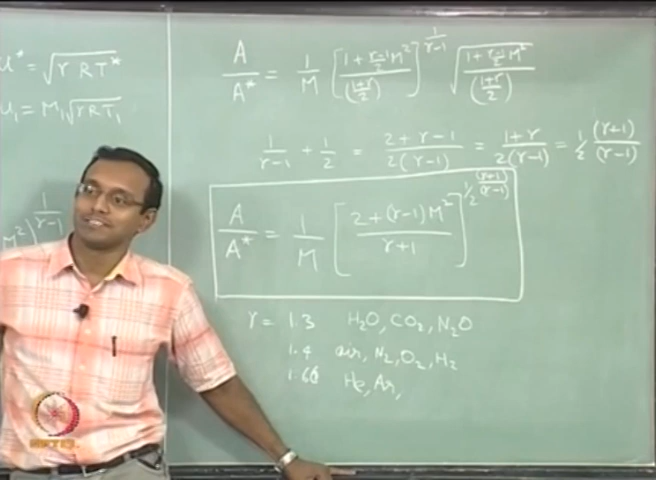 u* = √γRT*
u₁ = M₁√γRT₁
M²)^(1/(γ-1))
A/A* = 1/M [(1 + (γ-1)/2 M²)/((1+γ)/2)]^(1/(γ-1)) √((1 + (γ-1)/2 M²)/((1+γ)/2))
1/(γ-1) + 1/2 = (2+γ-1)/(2(γ-1)) = (1+γ)/(2(γ-1)) = 1/2 (γ+1)/(γ-1)
A/A* = 1/M [(2+(γ-1)M²)/(γ+1)]^(1/2 (γ+1)/(γ-1))
γ = 1.3 H₂O, CO₂, N₂O
1.4 air, N₂, O₂, H₂
1.66 He, Ar,